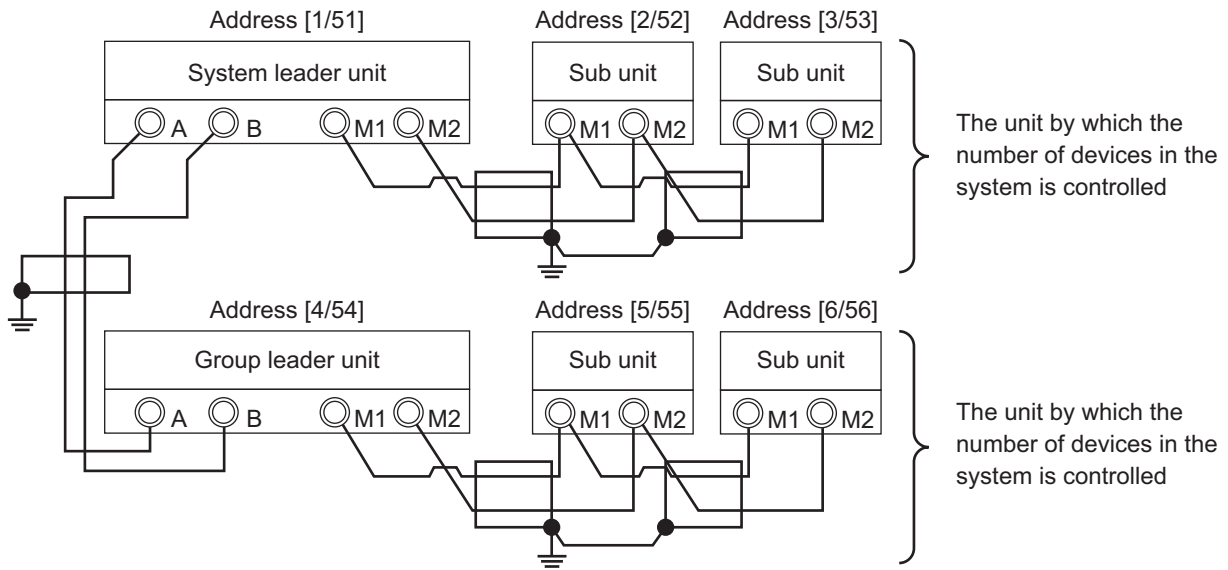 Address [1/51] Address [2/52] Address [3/53]
System leader unit Sub unit Sub unit
A B M1 M2 M1 M2 M1 M2
The unit by which the
number of devices in the
system is controlled
Address [4/54] Address [5/55] Address [6/56]
Group leader unit Sub unit Sub unit
A B M1 M2 M1 M2 M1 M2
The unit by which the
number of devices in the
system is controlled